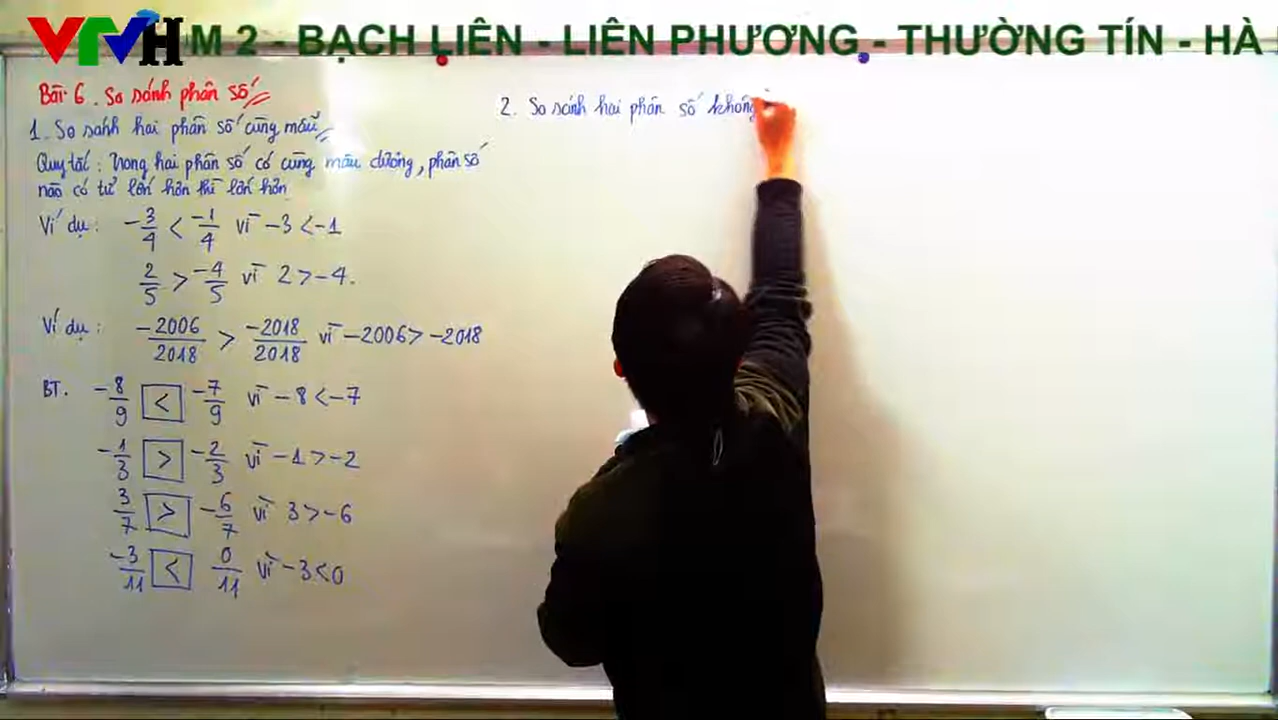 VTVH
M 2 - BẠCH LIÊN - LIÊN PHƯƠNG - THƯỜNG TÍN - HÀ
Bài 6. So sánh phân số
1. So sánh hai phân số cùng mẫu
Quy tắc: Trong hai phân số có cùng mẫu dương, phân số
nào có tử lớn hơn thì lớn hơn
Ví dụ: -3/4 < -1/4 vì -3 < -1
2/5 > -4/5 vì 2 > -4.
Ví dụ: -2006/2018 > -2018/2018 vì -2006 > -2018
BT. -8/9 < -7/9 vì -8 < -7
-1/3 > -2/3 vì -1 > -2
3/7 > -6/7 vì 3 > -6
-3/11 < 0/11 vì -3 < 0
2. So sánh hai phân số không